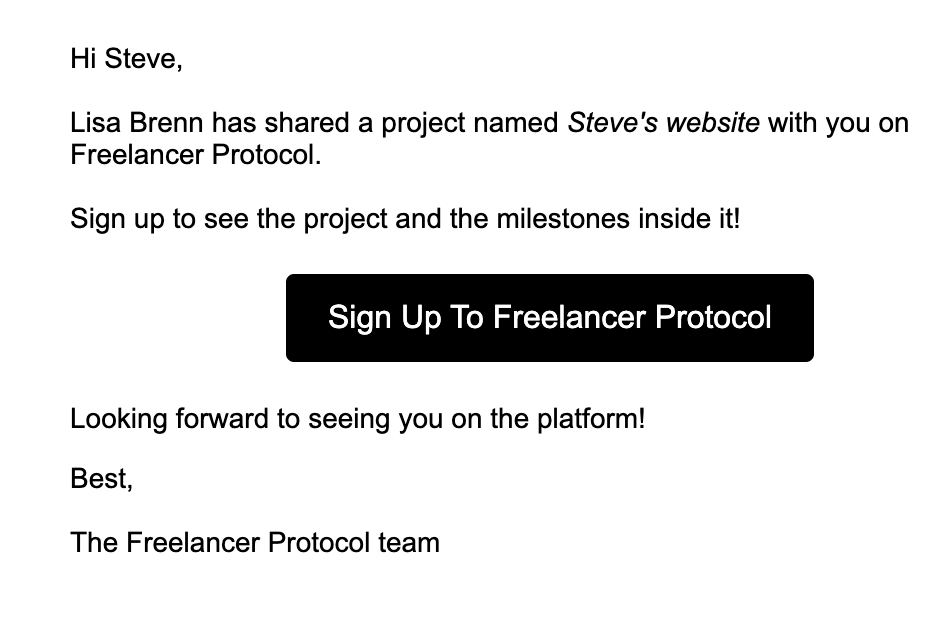 Hi Steve,
Lisa Brenn has shared a project named Steve's website with you on
Freelancer Protocol.
Sign up to see the project and the milestones inside it!
Sign Up To Freelancer Protocol
Looking forward to seeing you on the platform!
Best,
The Freelancer Protocol team